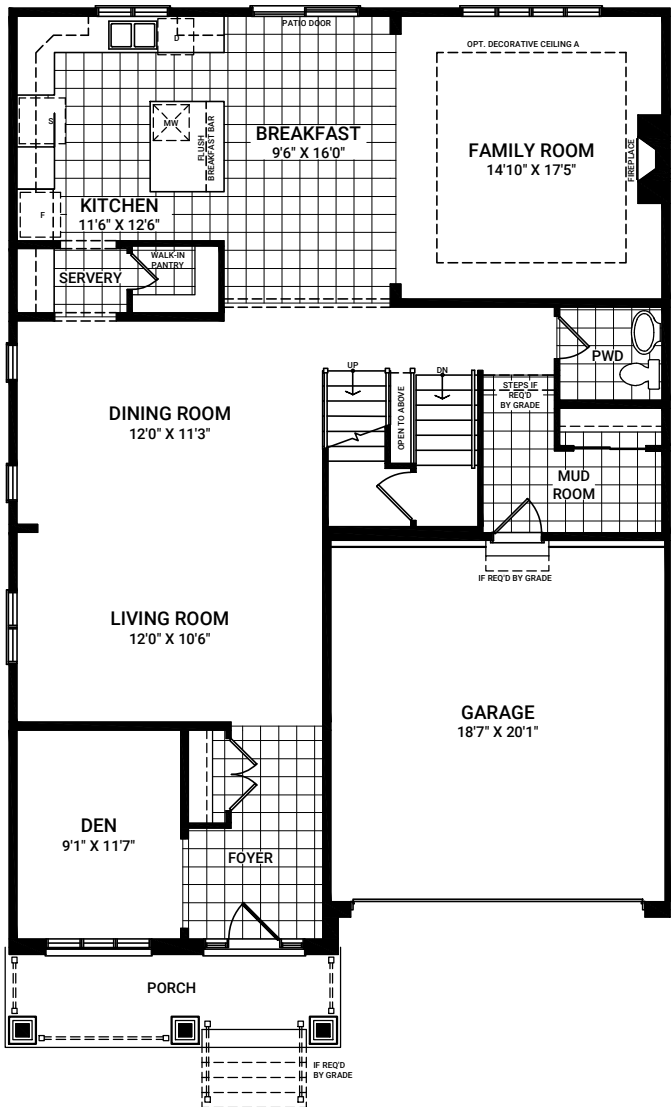 PATIO DOOR
D
OPT. DECORATIVE CEILING A
S
MW
FLUSH
BREAKFAST BAR
BREAKFAST
9'6" X 16'0"
FAMILY ROOM
14'10" X 17'5"
FIREPLACE
F
KITCHEN
11'6" X 12'6"
WALK-IN
PANTRY
SERVERY
PWD
UP
DN
OPEN TO ABOVE
STEPS IF
REQ'D
BY GRADE
DINING ROOM
12'0" X 11'3"
MUD
ROOM
IF REQ'D BY GRADE
LIVING ROOM
12'0" X 10'6"
GARAGE
18'7" X 20'1"
DEN
9'1" X 11'7"
FOYER
PORCH
IF REQ'D
BY GRADE